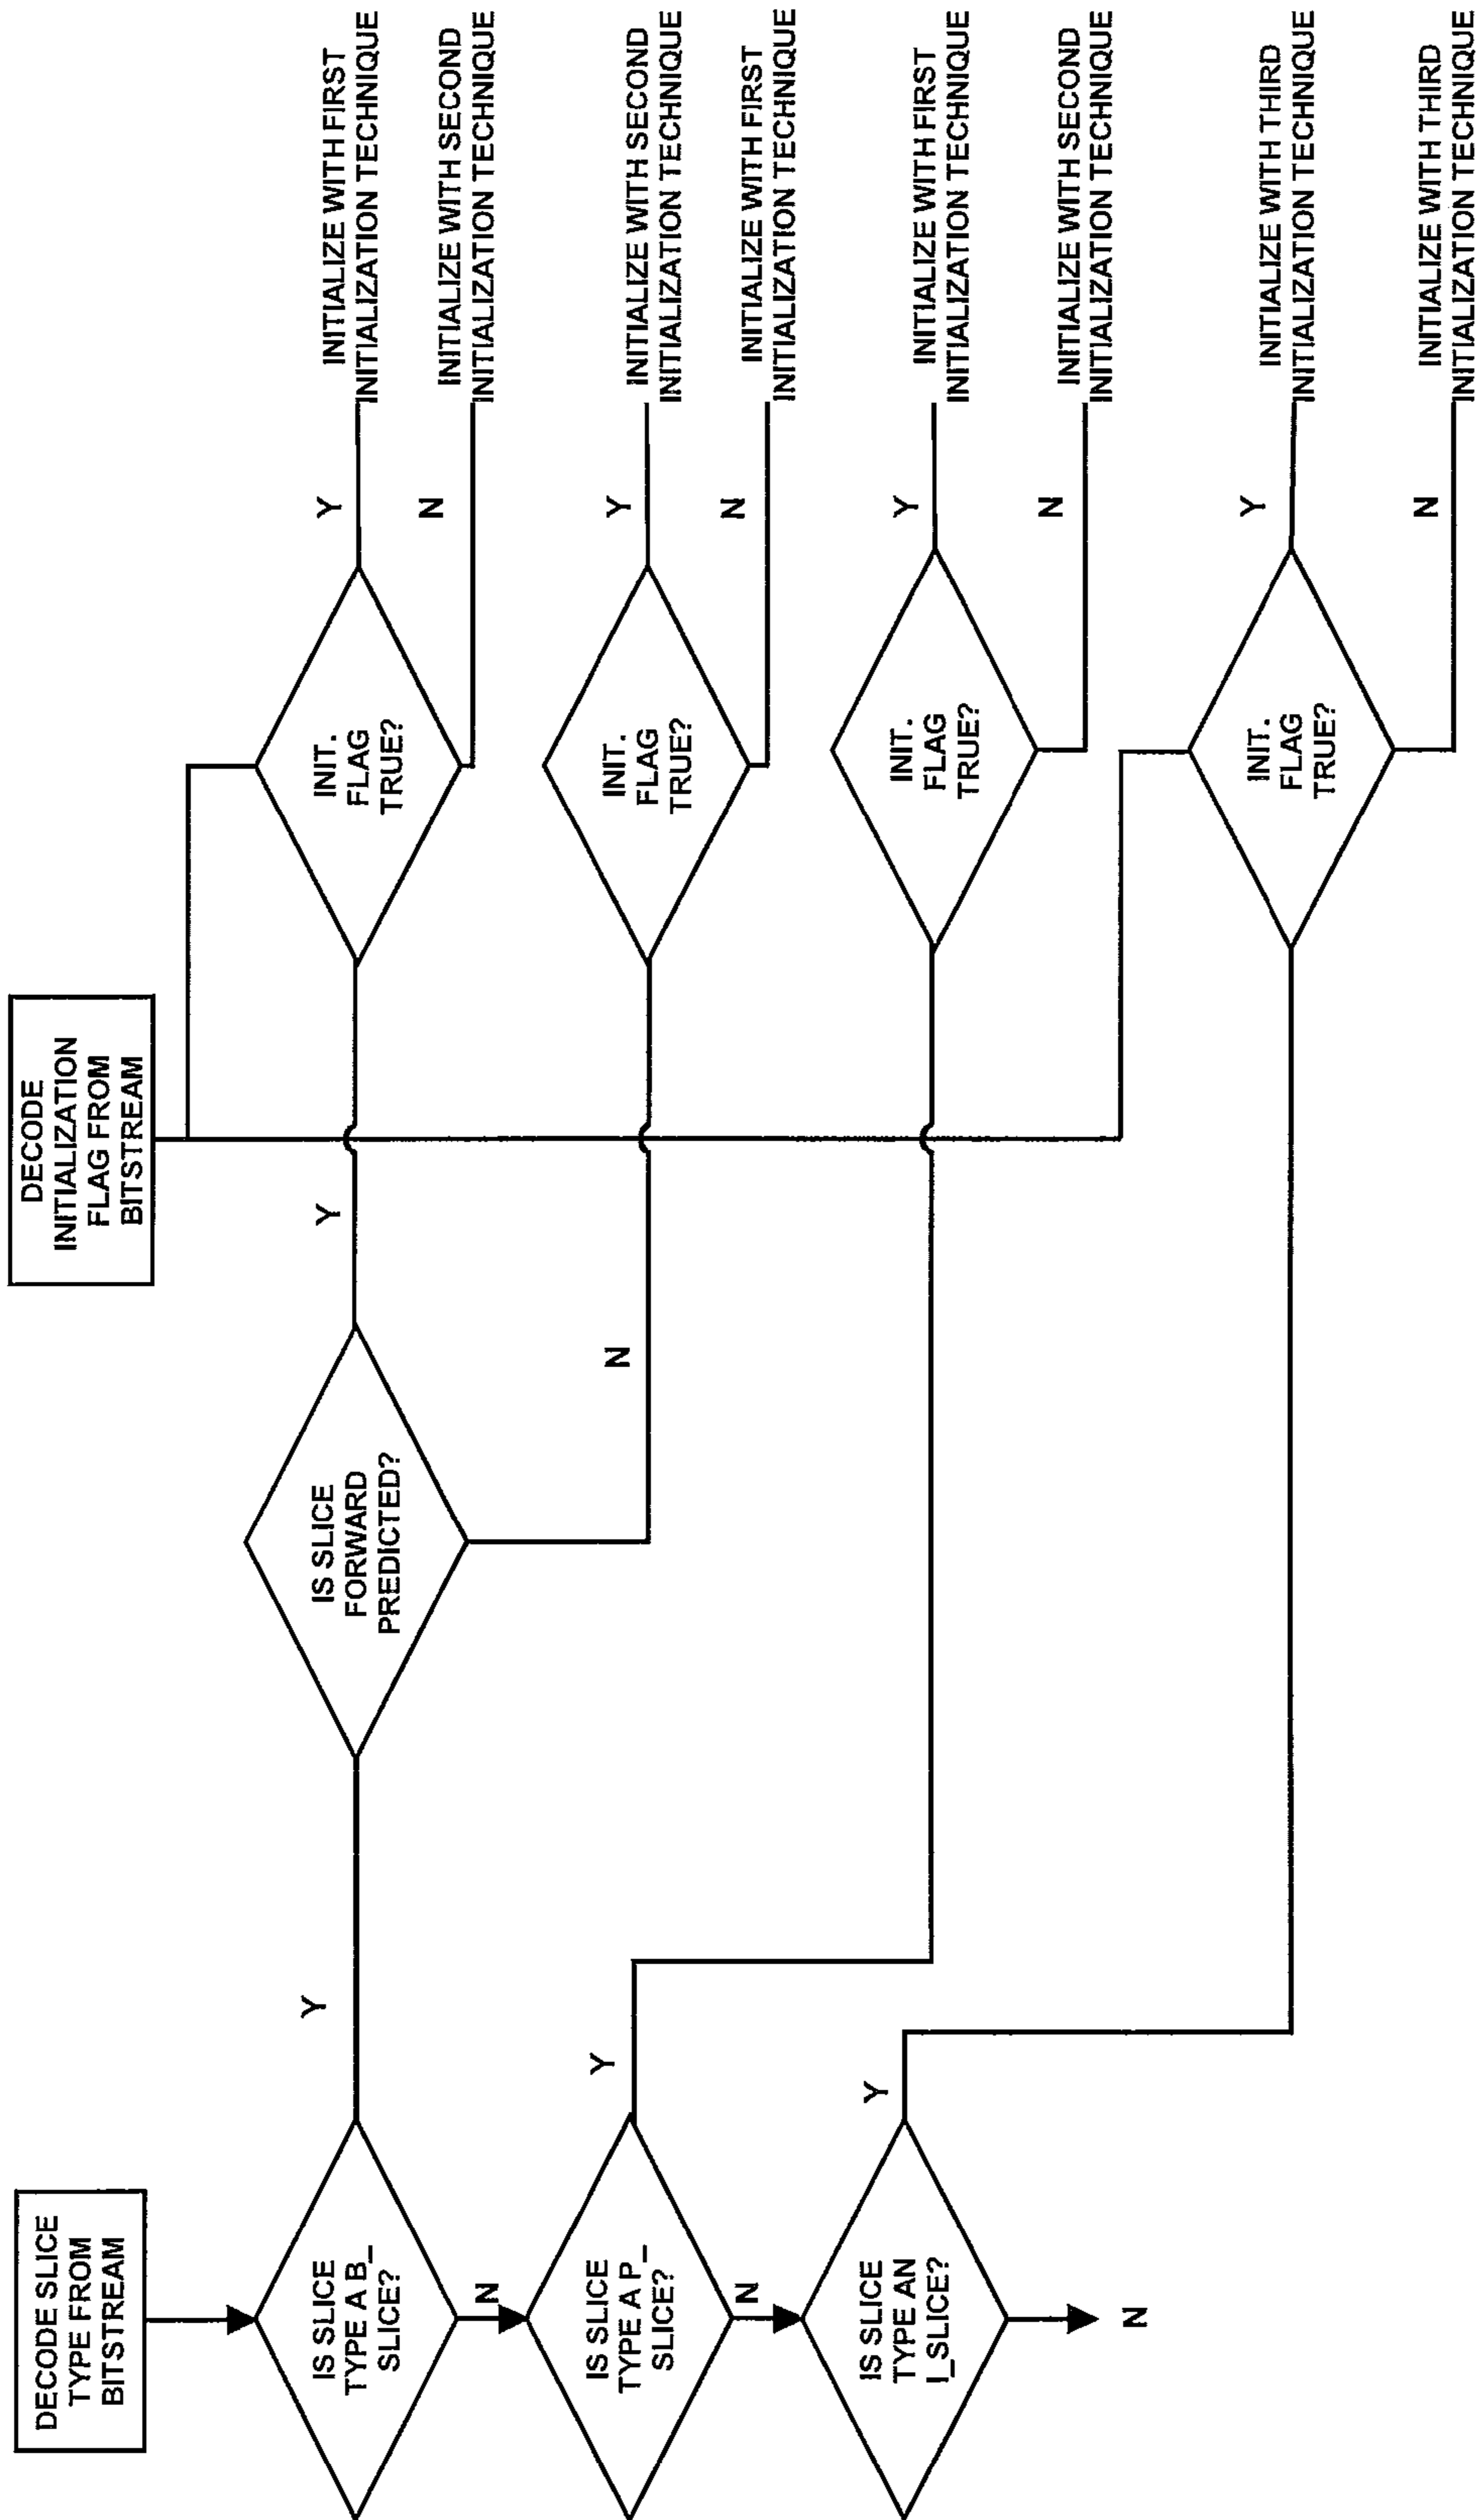 DECODE SLICE
TYPE FROM
BITSTREAM
IS SLICE
TYPE A B_
SLICE?
Y
N
IS SLICE
TYPE A P_
SLICE?
Y
N
IS SLICE
TYPE AN
I_SLICE?
Y
N
IS SLICE
FORWARD
PREDICTED?
Y
N
DECODE
INITIALIZATION
FLAG FROM
BITSTREAM
INIT.
FLAG
TRUE?
Y
N
INITIALIZE WITH FIRST
INITIALIZATION TECHNIQUE
INITIALIZE WITH SECOND
INITIALIZATION TECHNIQUE
INIT.
FLAG
TRUE?
Y
N
INITIALIZE WITH SECOND
INITIALIZATION TECHNIQUE
INITIALIZE WITH FIRST
INITIALIZATION TECHNIQUE
INIT.
FLAG
TRUE?
Y
N
INITIALIZE WITH FIRST
INITIALIZATION TECHNIQUE
INITIALIZE WITH SECOND
INITIALIZATION TECHNIQUE
INIT.
FLAG
TRUE?
Y
N
INITIALIZE WITH THIRD
INITIALIZATION TECHNIQUE
INITIALIZE WITH THIRD
INITIALIZATION TECHNIQUE